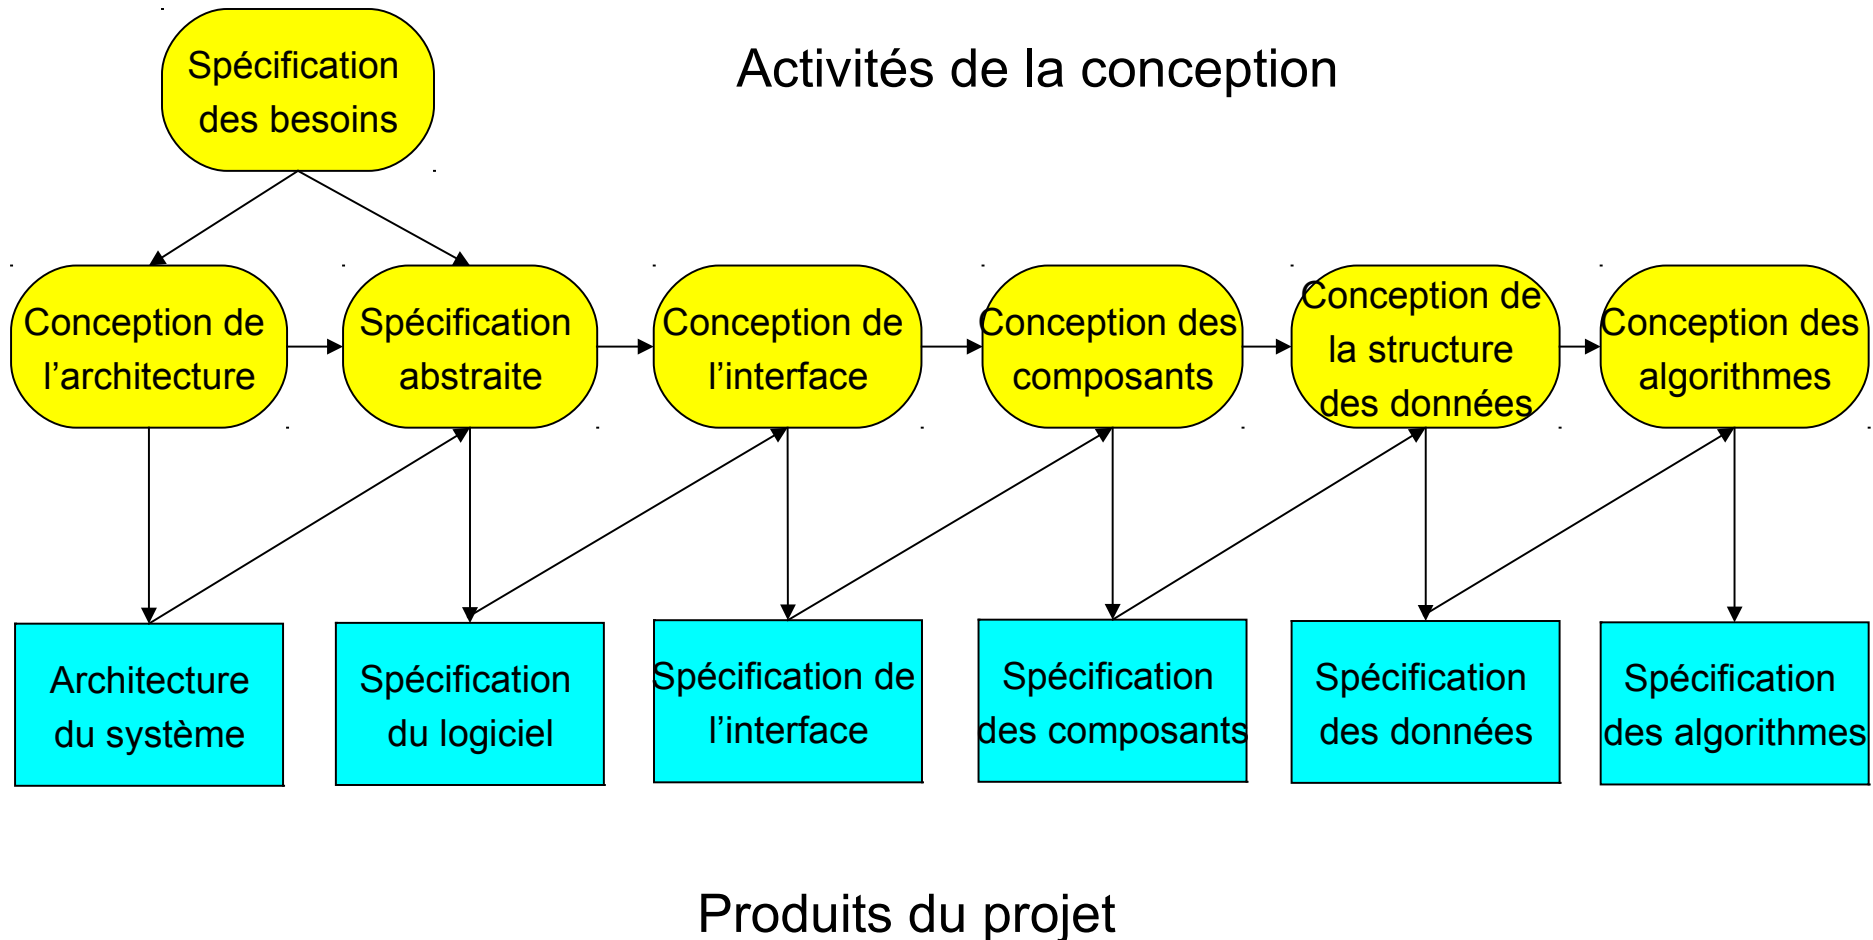 Spécification
des besoins
Activités de la conception
Conception de
l’architecture
Spécification
abstraite
Conception de
l’interface
Conception des
composants
Conception de
la structure
des données
Conception des
algorithmes
Architecture
du système
Spécification
du logiciel
Spécification de
l’interface
Spécification
des composants
Spécification
des données
Spécification
des algorithmes
Produits du projet